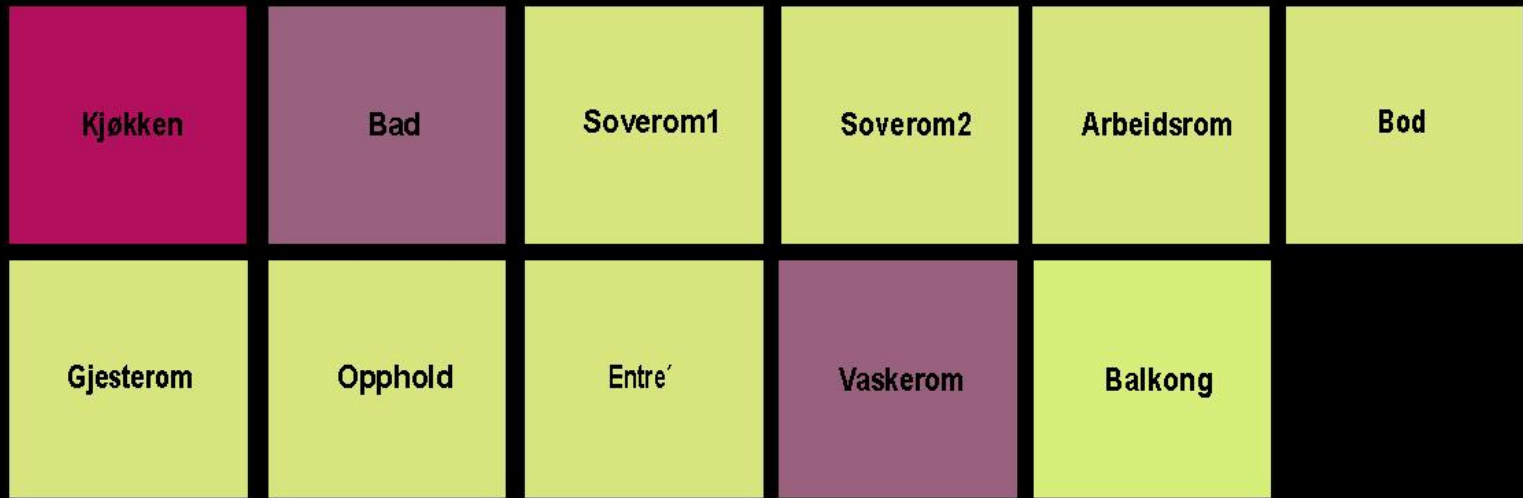 Kjøkken
Bad
Soverom1
Soverom2
Arbeidsrom
Bod
Gjesterom
Opphold
Entre´
Vaskerom
Balkong